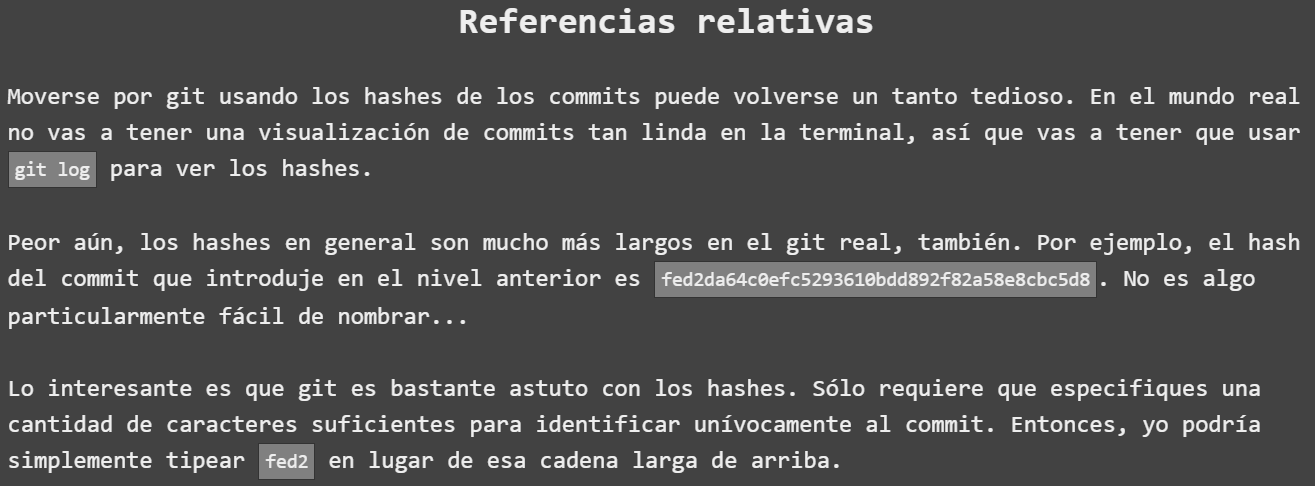 Referencias relativas
Moverse por git usando los hashes de los commits puede volverse un tanto tedioso. En el mundo real
no vas a tener una visualización de commits tan linda en la terminal, así que vas a tener que usar
git log para ver los hashes.
Peor aún, los hashes en general son mucho más largos en el git real, también. Por ejemplo, el hash
del commit que introduje en el nivel anterior es fed2da64c0efc5293610bdd892f82a58e8cbc5d8. No es algo
particularmente fácil de nombrar...
Lo interesante es que git es bastante astuto con los hashes. Sólo requiere que especifiques una
cantidad de caracteres suficientes para identificar unívocamente al commit. Entonces, yo podría
simplemente tipear fed2 en lugar de esa cadena larga de arriba.